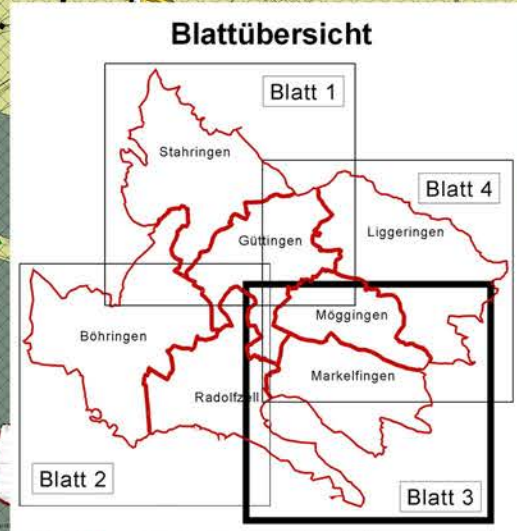 Blattübersicht
Blatt 1
Stahringen
Blatt 4
Güttingen
Liggeringen
Möggingen
Böhringen
Markelfingen
Radolfzell
Blatt 2
Blatt 3